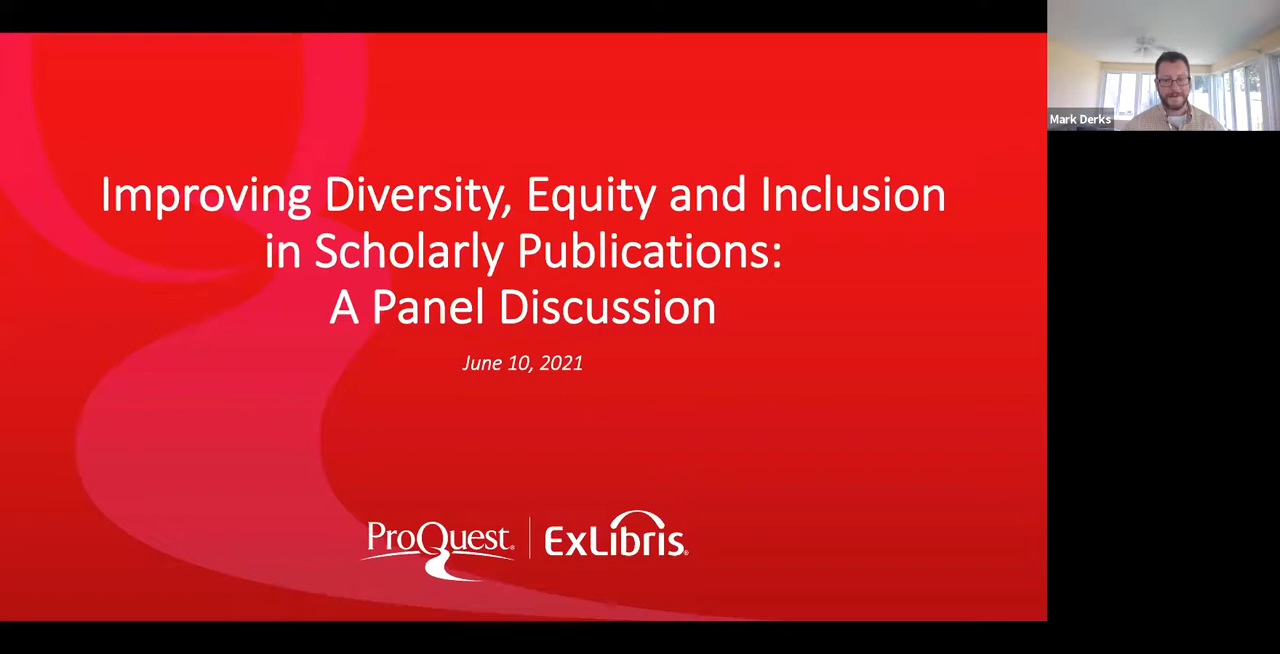 Improving Diversity, Equity and Inclusion
in Scholarly Publications:
A Panel Discussion
June 10, 2021
ProQuest® | ExLibris®
Mark Derks